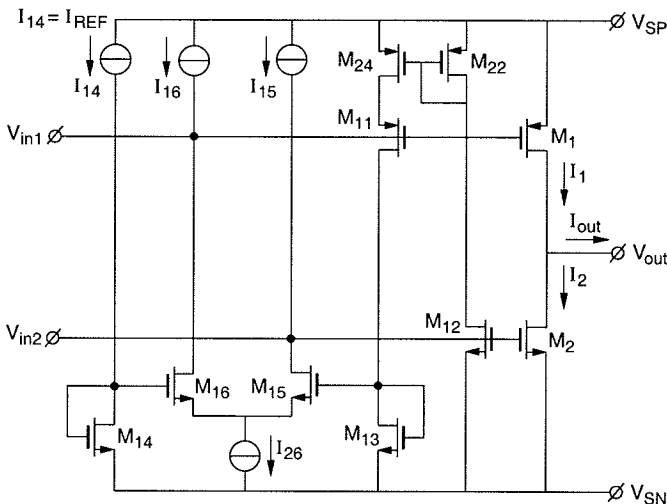 I14 = IREF
VSP
I14
I16
I15
M24
M22
M11
Vin1
M1
I1
Iout
Vout
I2
Vin2
M12
M2
M16
M15
M14
I26
M13
VSN